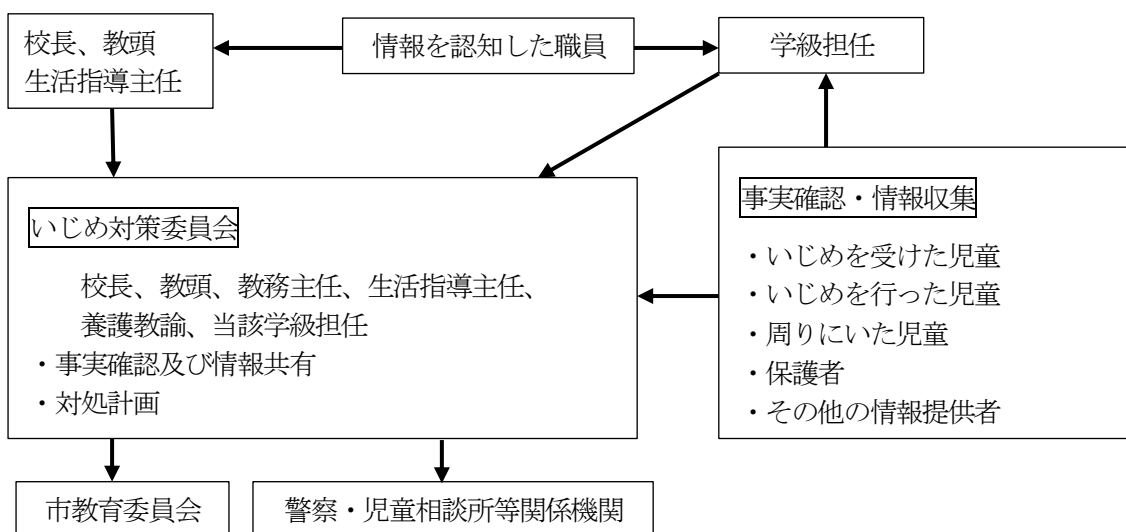 校長、教頭
生活指導主任
情報を認知した職員
学級担任
いじめ対策委員会
校長、教頭、教務主任、生活指導主任、
養護教諭、当該学級担任
・事実確認及び情報共有
・対処計画
事実確認・情報収集
・いじめを受けた児童
・いじめを行った児童
・周りにいた児童
・保護者
・その他の情報提供者
市教育委員会
警察・児童相談所等関係機関